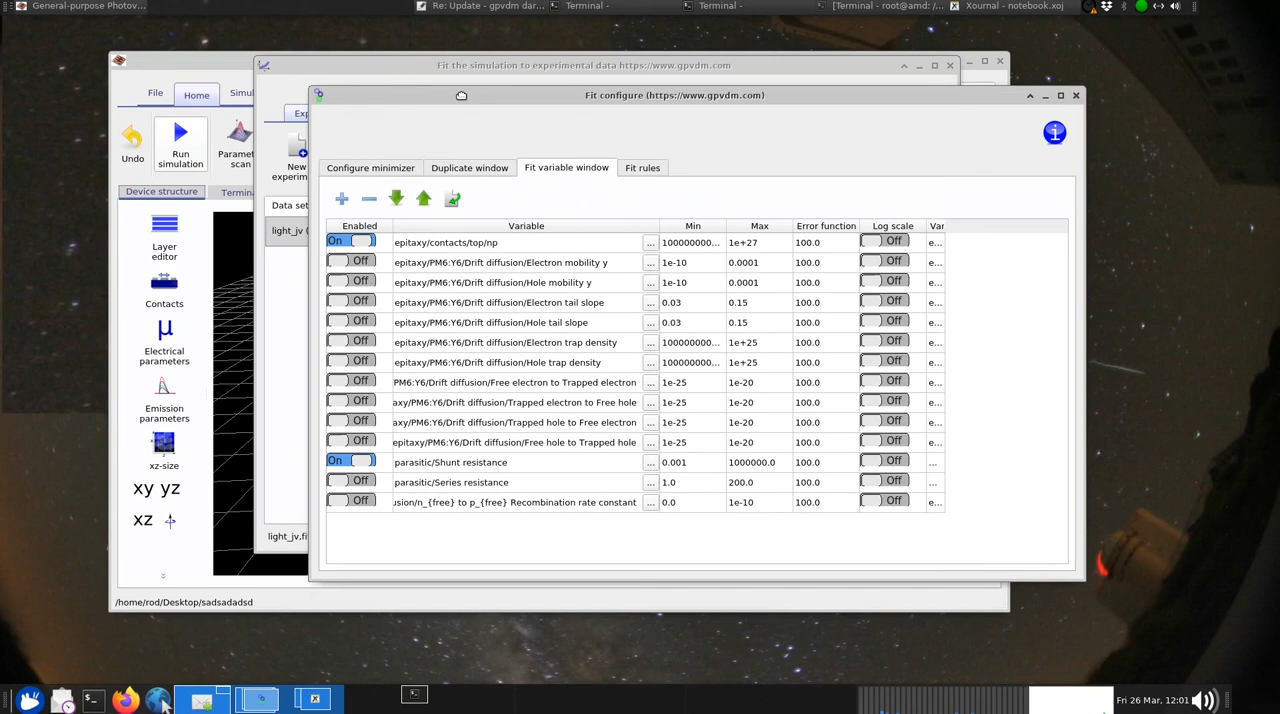 General-purpose Photov...
Re: Update - gpvdm dar...
Terminal -
Terminal -
[Terminal - root@amd: /...
Xournal - notebook.xoj
Fit the simulation to experimental data https://www.gpvdm.com
Fit configure (https://www.gpvdm.com)
File
Home
Simul
Exp
Undo
Run simulation
Parame
scan
New
experim
Device structure
Termin
Data set
light_jv (
Layer
editor
Contacts
μ
Electrical
parameters
Emission
parameters
xz-size
xy yz
xz
light_jv,fi
/home/rod/Desktop/sadsadadsd
Configure minimizer
Duplicate window
Fit variable window
Fit rules
Enabled Variable Min Max Error function Log scale Var
On epitaxy/contacts/top/np ... 100000000... 1e+27 100.0 Off e...
Off epitaxy/PM6:Y6/Drift diffusion/Electron mobility y ... 1e-10 0.0001 100.0 Off e...
Off epitaxy/PM6:Y6/Drift diffusion/Hole mobility y ... 1e-10 0.0001 100.0 Off e...
Off epitaxy/PM6:Y6/Drift diffusion/Electron tail slope ... 0.03 0.15 100.0 Off e...
Off epitaxy/PM6:Y6/Drift diffusion/Hole tail slope ... 0.03 0.15 100.0 Off e...
Off epitaxy/PM6:Y6/Drift diffusion/Electron trap density ... 100000000... 1e+25 100.0 Off e...
Off epitaxy/PM6:Y6/Drift diffusion/Hole trap density ... 100000000... 1e+25 100.0 Off e...
Off PM6:Y6/Drift diffusion/Free electron to Trapped electron ... 1e-25 1e-20 100.0 Off e...
Off axy/PM6:Y6/Drift diffusion/Trapped electron to Free hole ... 1e-25 1e-20 100.0 Off e...
Off axy/PM6:Y6/Drift diffusion/Trapped hole to Free electron ... 1e-25 1e-20 100.0 Off e...
Off epitaxy/PM6:Y6/Drift diffusion/Free hole to Trapped hole ... 1e-25 1e-20 100.0 Off e...
On parasitic/Shunt resistance ... 0.001 1000000.0 100.0 Off ...
Off parasitic/Series resistance ... 1.0 200.0 100.0 Off ...
Off usion/n_{free} to p_{free} Recombination rate constant ... 0.0 1e-10 100.0 Off e...
Fri 26 Mar, 12:01